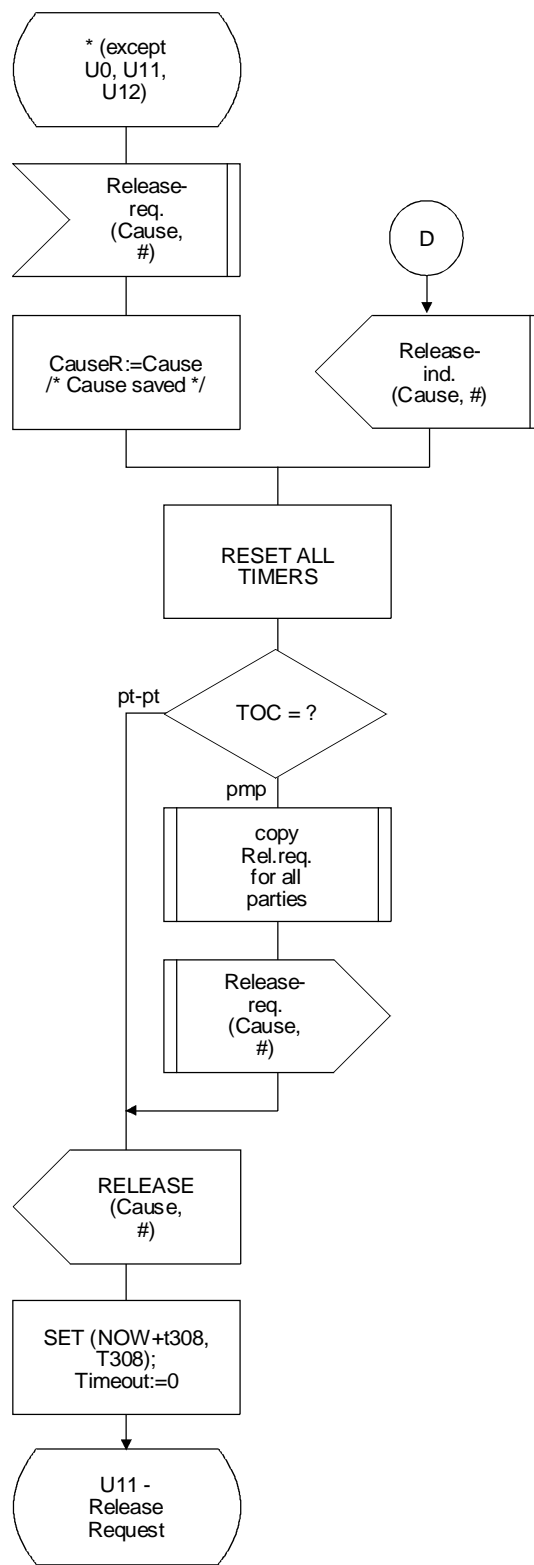 * (except
U0, U11,
U12)
Release-
req.
(Cause,
#)
D
CauseR:=Cause
/* Cause saved */
Release-
ind.
(Cause, #)
RESET ALL
TIMERS
pt-pt
TOC = ?
pmp
copy
Rel.req.
for all
parties
Release-
req.
(Cause,
#)
RELEASE
(Cause,
#)
SET (NOW+t308,
T308);
Timeout:=0
U11 -
Release
Request